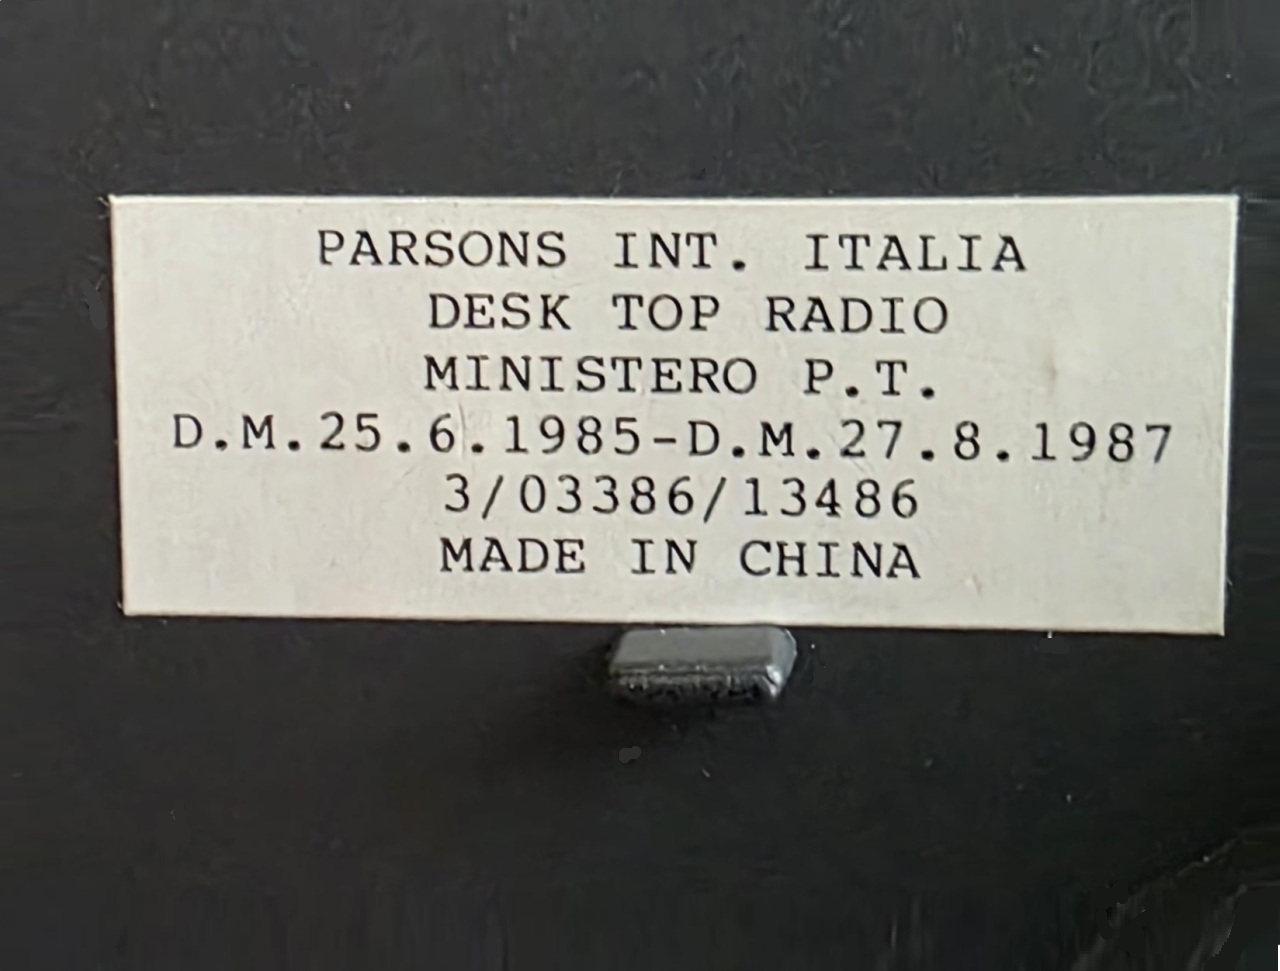 PARSONS INT. ITALIA
DESK TOP RADIO
MINISTERO P.T.
D.M.25.6.1985-D.M.27.8.1987
3/03386/13486
MADE IN CHINA